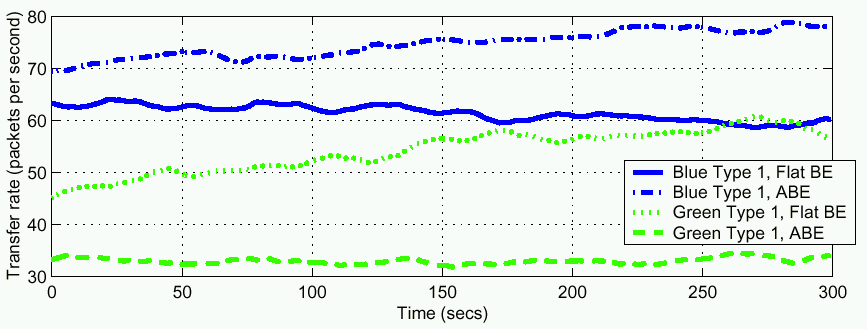 Transfer rate (packets per second)
80
70
60
50
40
30
0 50 100 150 200 250 300
Time (secs)
Blue Type 1, Flat BE
Blue Type 1, ABE
Green Type 1, Flat BE
Green Type 1, ABE